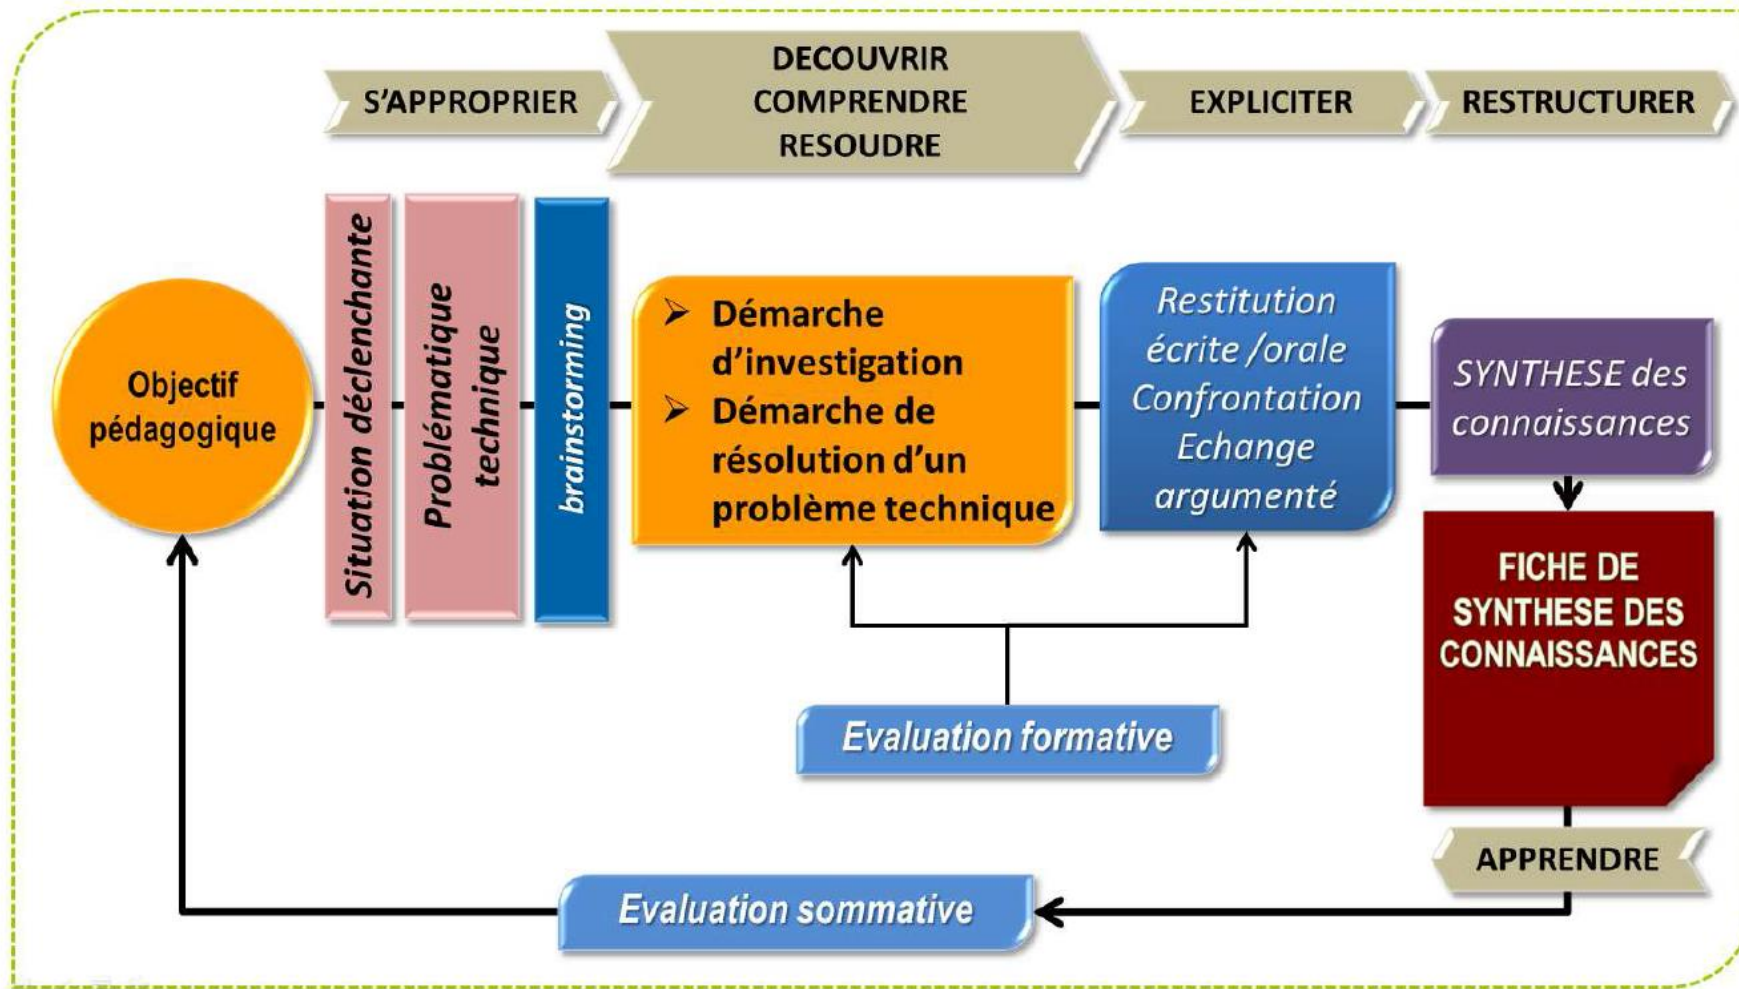 S'APPROPRIER
DECOUVRIR
COMPRENDRE
RESOUDRE
EXPLICITER
RESTRUCTURER
Objectif
pédagogique
Situation déclenchante
Problématique
technique
brainstorming
➢ Démarche
d'investigation
➢ Démarche de
résolution d'un
problème technique
Restitution
écrite /orale
Confrontation
Echange
argumenté
SYNTHESE des
connaissances
FICHE DE
SYNTHESE DES
CONNAISSANCES
Evaluation formative
APPRENDRE
Evaluation sommative